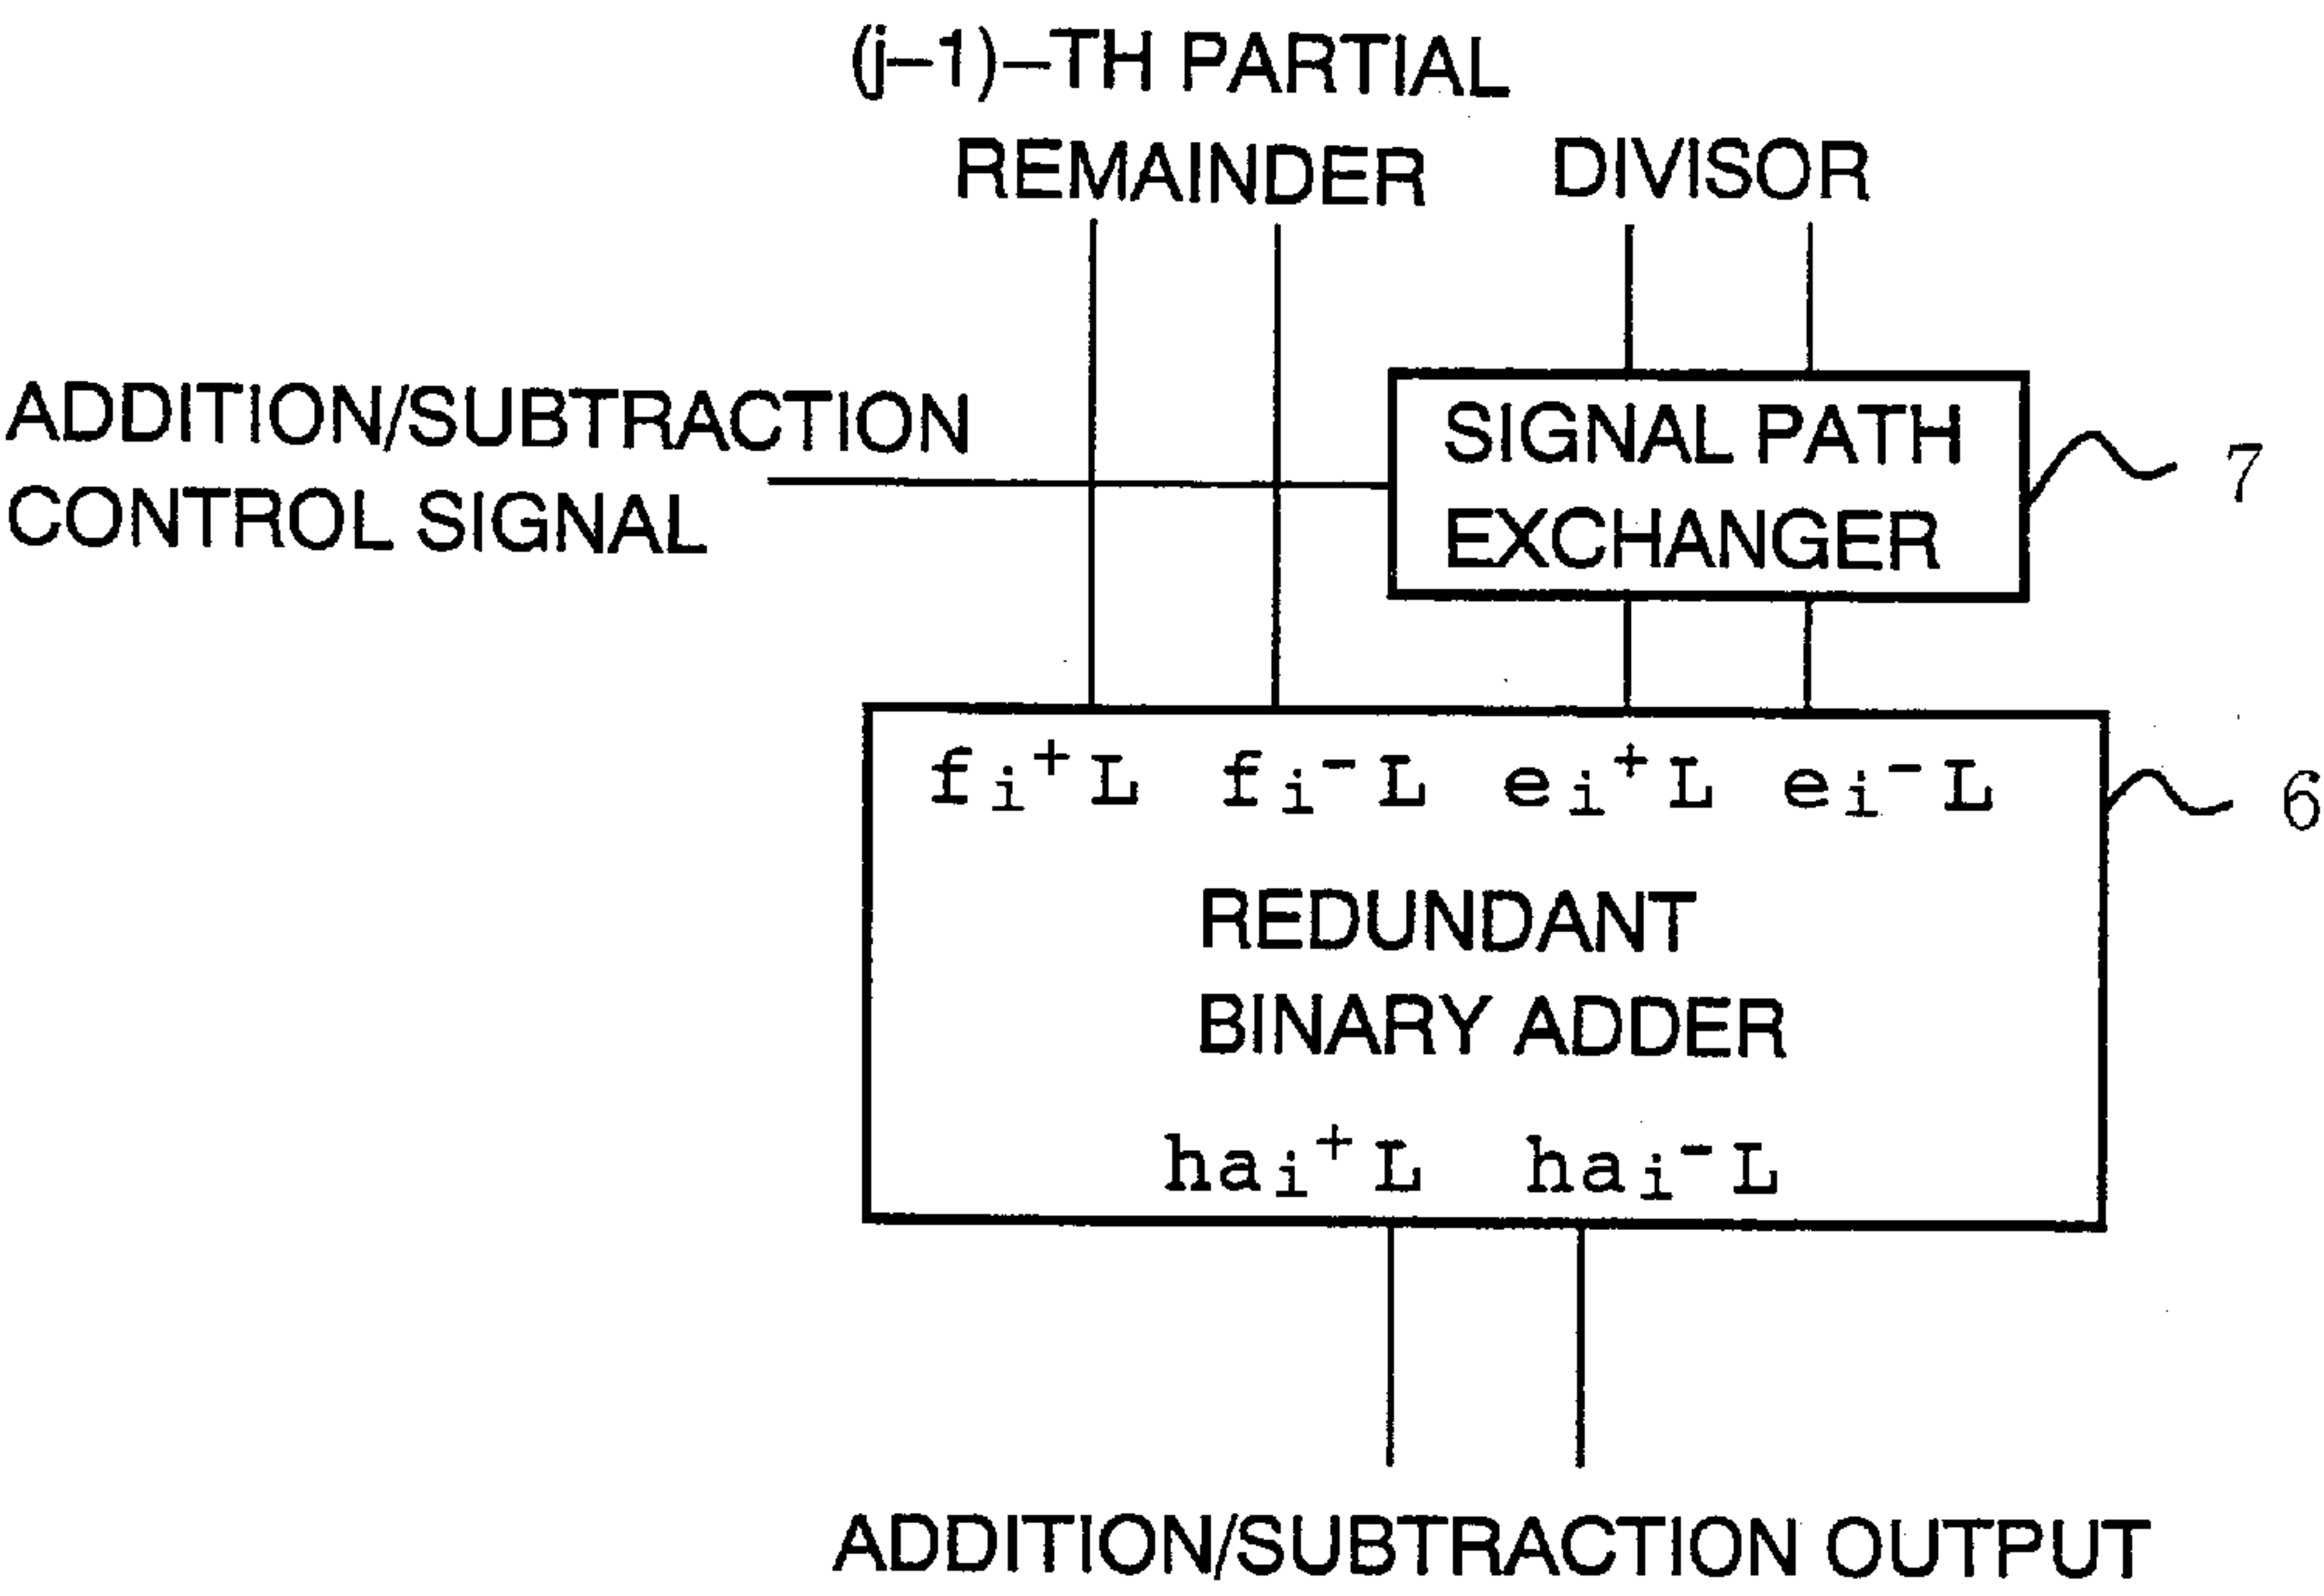 (j−1)−TH PARTIAL
REMAINDER
DIVISOR
ADDITION/SUBTRACTION
CONTROL SIGNAL
SIGNAL PATH
EXCHANGER
7
fᵢ⁺L fᵢ⁻L eᵢ⁺L eᵢ⁻L
6
REDUNDANT
BINARY ADDER
haᵢ⁺L haᵢ⁻L
ADDITION/SUBTRACTION OUTPUT